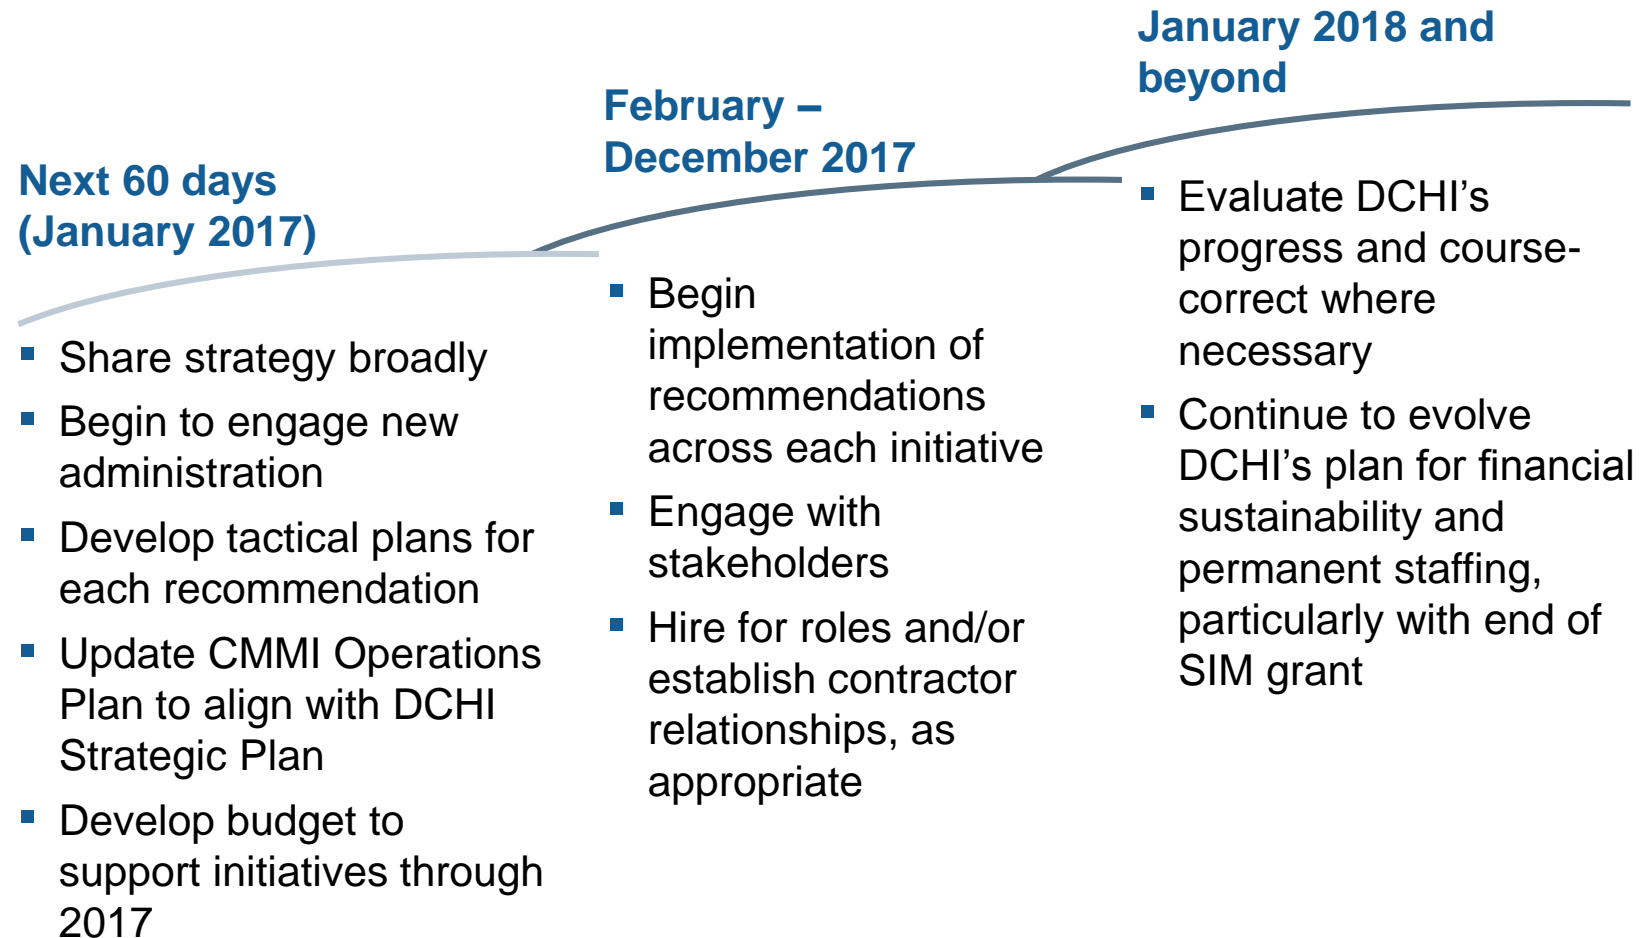 Next 60 days
(January 2017)
▪ Share strategy broadly
▪ Begin to engage new
administration
▪ Develop tactical plans for
each recommendation
▪ Update CMMI Operations
Plan to align with DCHI
Strategic Plan
▪ Develop budget to
support initiatives through
2017
February –
December 2017
▪ Begin
implementation of
recommendations
across each initiative
▪ Engage with
stakeholders
▪ Hire for roles and/or
establish contractor
relationships, as
appropriate
January 2018 and
beyond
▪ Evaluate DCHI’s
progress and course-
correct where
necessary
▪ Continue to evolve
DCHI’s plan for financial
sustainability and
permanent staffing,
particularly with end of
SIM grant